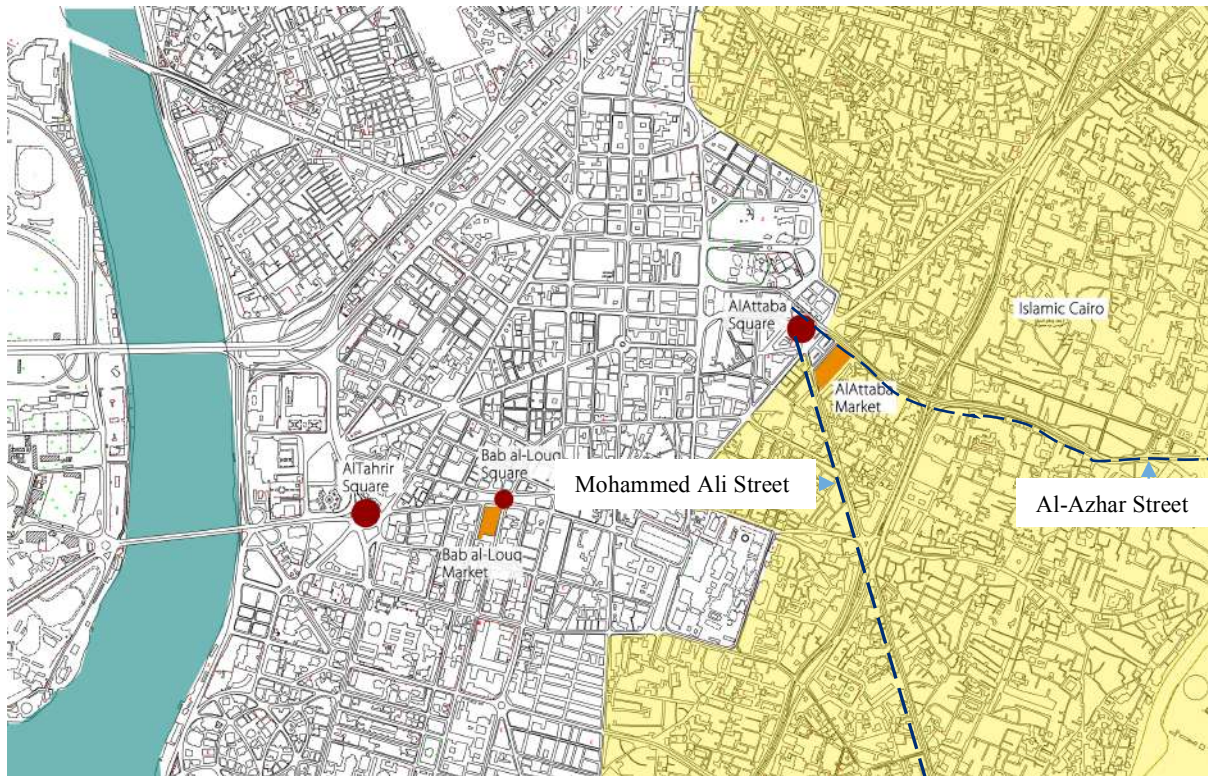 AlAttaba
Square
Islamic Cairo
AlAttaba
Market
Bab al-Louq
Square
AlTahrir
Square
Mohammed Ali Street
Al-Azhar Street
Bab al-Louq
Market